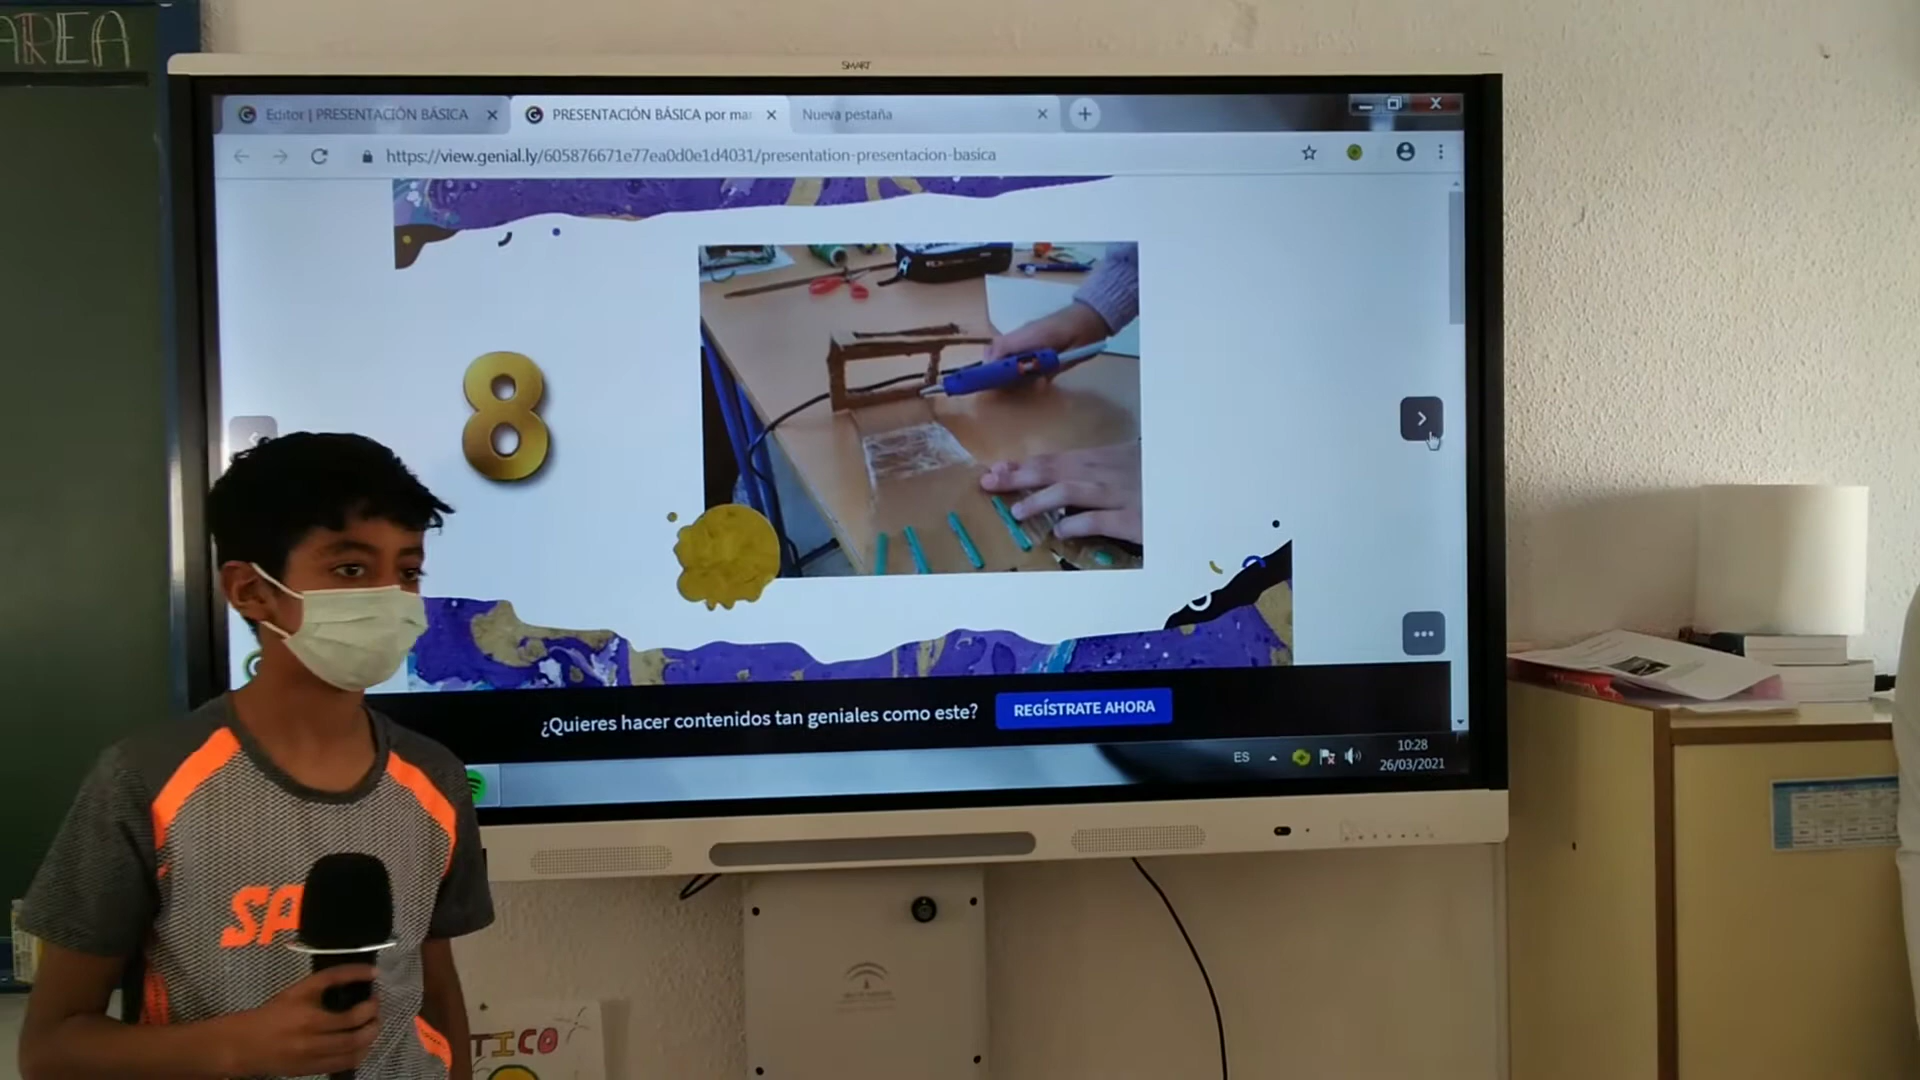 AREA
SMART
Editor | PRESENTACIÓN BÁSICA
PRESENTACIÓN BÁSICA por ma
Nueva pestaña
https://view.genial.ly/605876671e77ea0d0e1d4031/presentation-presentacion-basica
8
¿Quieres hacer contenidos tan geniales como este?
REGÍSTRATE AHORA
ES
10:28
26/03/2021
SA
TICO